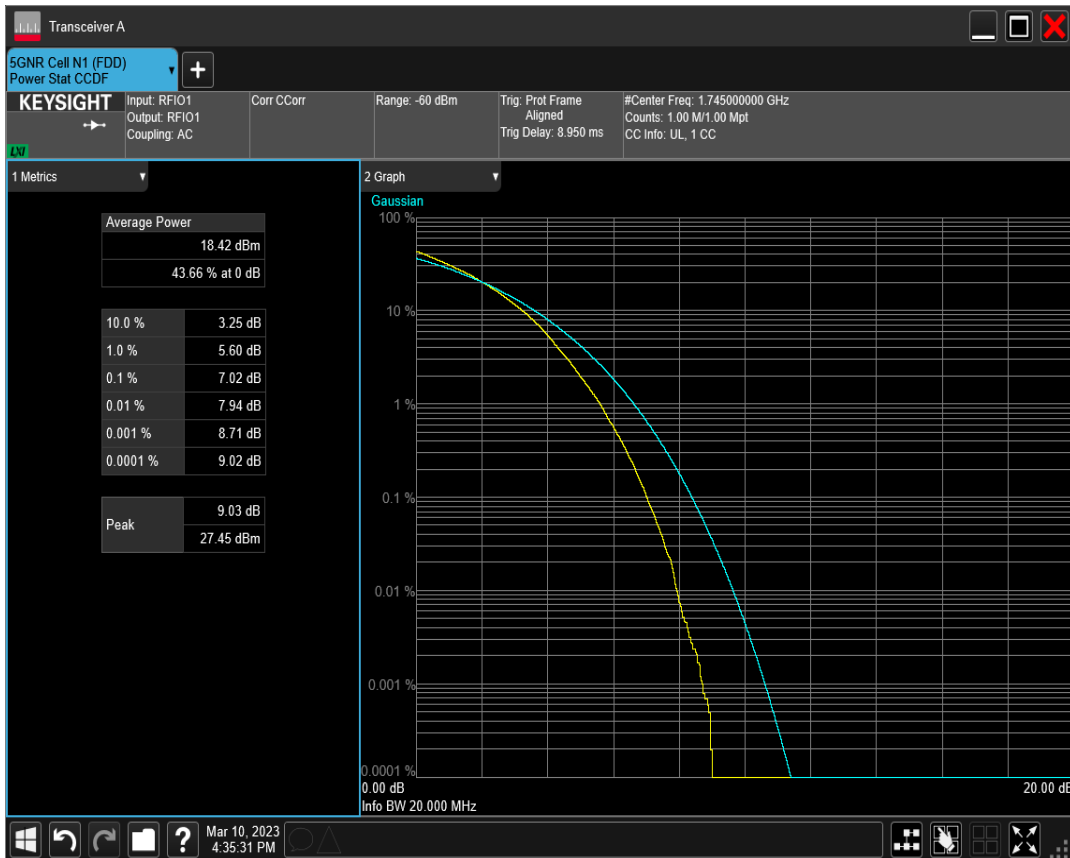 Transceiver A
5GNR Cell N1 (FDD)
Power Stat CCDF
+
KEYSIGHT
LXI
Input: RFIO1
Output: RFIO1
Coupling: AC
Corr CCorr
Range: -60 dBm
Trig: Prot Frame
Aligned
Trig Delay: 8.950 ms
#Center Freq: 1.745000000 GHz
Counts: 1.00 M/1.00 Mpt
CC Info: UL, 1 CC
1 Metrics
Average Power
18.42 dBm
43.66 % at 0 dB
10.0 % 3.25 dB
1.0 % 5.60 dB
0.1 % 7.02 dB
0.01 % 7.94 dB
0.001 % 8.71 dB
0.0001 % 9.02 dB
Peak
9.03 dB
27.45 dBm
2 Graph
Gaussian
100 %
10 %
1 %
0.1 %
0.01 %
0.001 %
0.0001 %
0.00 dB 20.00 dB
Info BW 20.000 MHz
?
Mar 10, 2023
4:35:31 PM